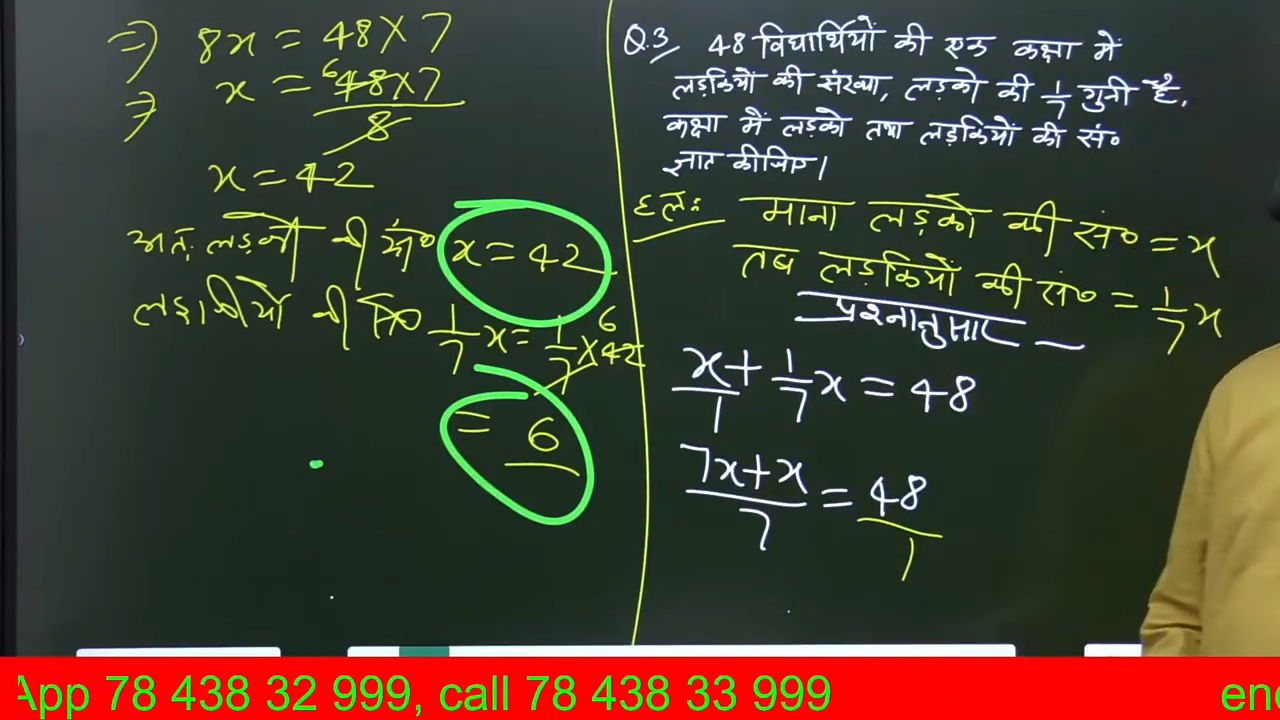 Q.3 48 विद्यार्थियों की एक कक्षा में
लड़कियों की संख्या, लड़को की 1/7 गुनी है,
कक्षा में लड़को तथा लड़कियों की सं०
ज्ञात कीजिए।
हल: माना लड़को की सं० = x
तब लड़कियों की सं० = 1/7 x
प्रश्नानुसार
x/1 + 1/7 x = 48
(7x+x)/7 = 48/1
⇒ 8x = 48×7
⇒ x = 6 48×7/8
x = 42
अतः लड़को की सं० x = 42
लड़कियों की सं० 1/7 x = 1/7 × 42 6
= 6
App 78 438 32 999, call 78 438 33 999